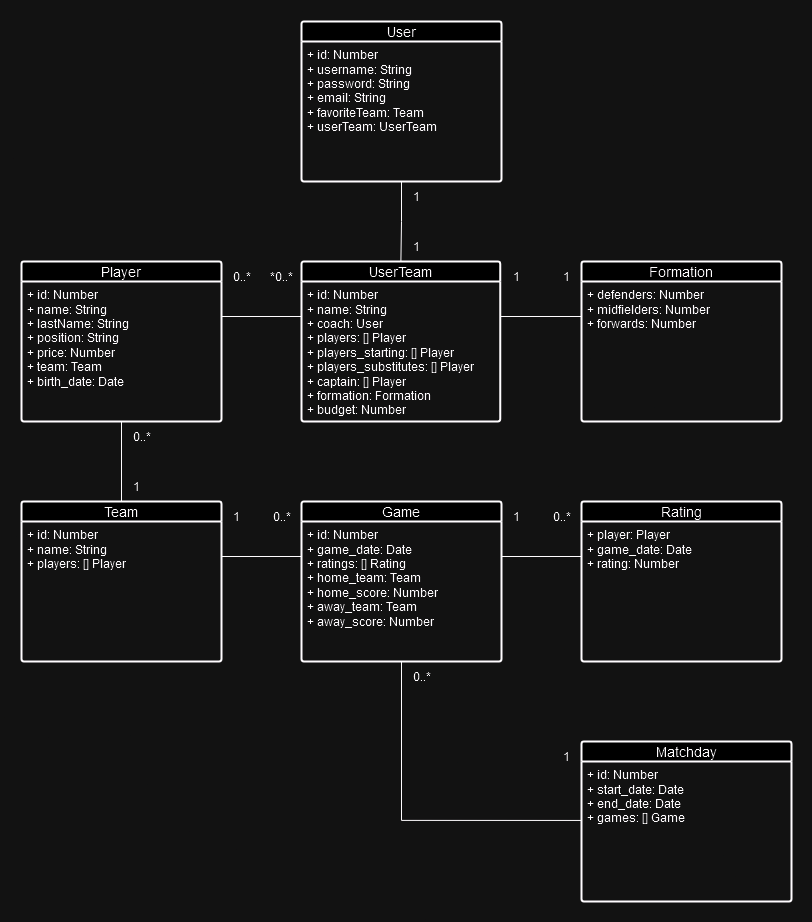 User
+ id: Number
+ username: String
+ password: String
+ email: String
+ favoriteTeam: Team
+ userTeam: UserTeam
1
1
Player
+ id: Number
+ name: String
+ lastName: String
+ position: String
+ price: Number
+ team: Team
+ birth_date: Date
0..*
*0..*
UserTeam
+ id: Number
+ name: String
+ coach: User
+ players: [] Player
+ players_starting: [] Player
+ players_substitutes: [] Player
+ captain: [] Player
+ formation: Formation
+ budget: Number
1
1
Formation
+ defenders: Number
+ midfielders: Number
+ forwards: Number
0..*
1
Team
+ id: Number
+ name: String
+ players: [] Player
1
0..*
Game
+ id: Number
+ game_date: Date
+ ratings: [] Rating
+ home_team: Team
+ home_score: Number
+ away_team: Team
+ away_score: Number
1
0..*
Rating
+ player: Player
+ game_date: Date
+ rating: Number
0..*
1
Matchday
+ id: Number
+ start_date: Date
+ end_date: Date
+ games: [] Game